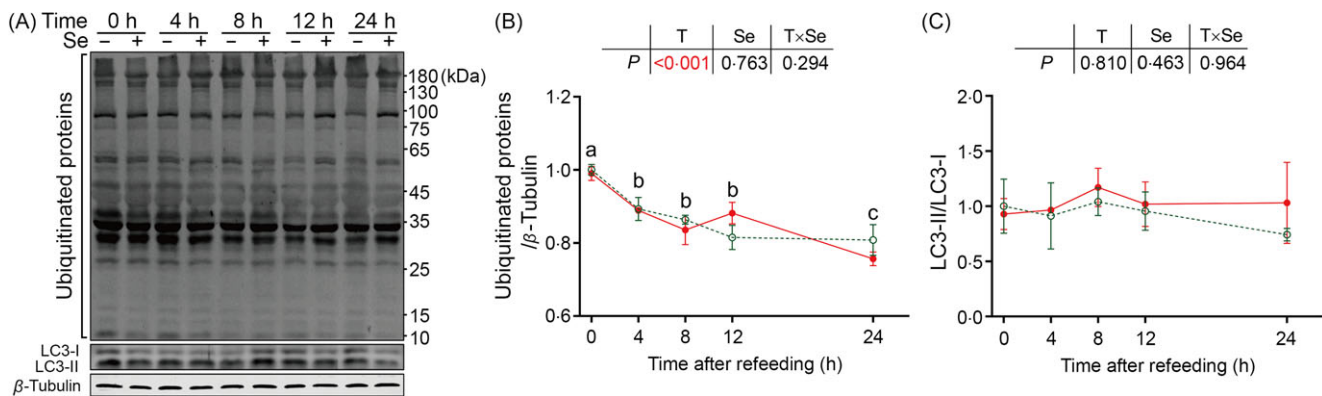 (A) Time 0 h 4 h 8 h 12 h 24 h
Se – + – + – + – + – +
Ubiquitinated proteins
180 (kDa)
130
100
75
65
45
35
25
15
10
LC3-I
LC3-II
β-Tubulin
(B)
T Se T×Se
P <0·001 0·763 0·294
Ubiquitinated proteins
/β-Tubulin
1·2
1·0
0·8
0·6
a b b b c
0 4 8 12 24
Time after refeeding (h)
(C)
T Se T×Se
P 0·810 0·463 0·964
LC3-II/LC3-I
2·0
1·5
1·0
0·5
0·0
0 4 8 12 24
Time after refeeding (h)